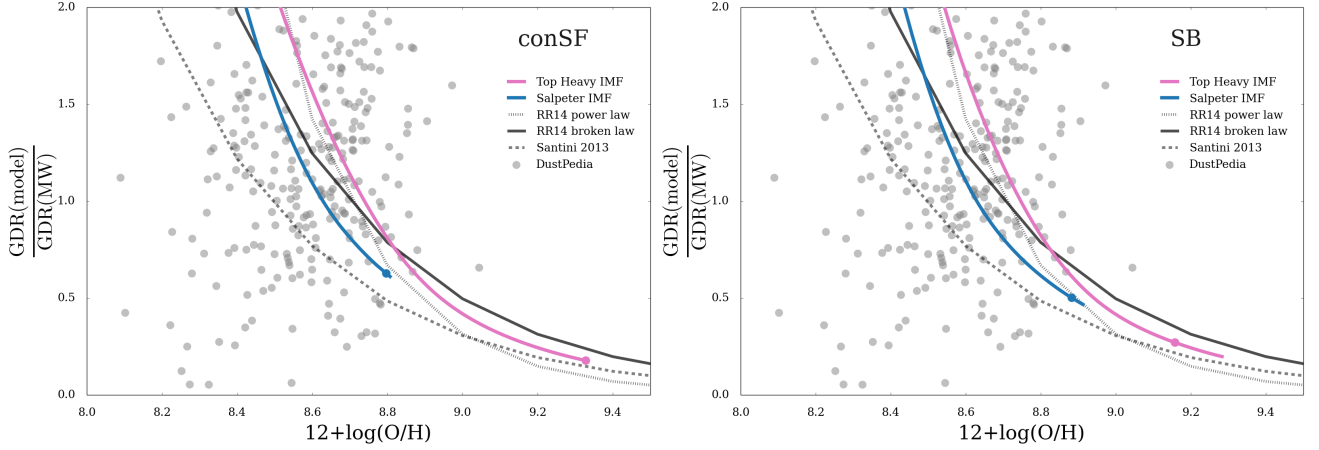 conSF
2.0
1.5
1.0
0.5
0.0
GDR(model)
GDR(MW)
Top Heavy IMF
Salpeter IMF
RR14 power law
RR14 broken law
Santini 2013
DustPedia
8.0 8.2 8.4 8.6 8.8 9.0 9.2 9.4
12+log(O/H)
SB
2.0
1.5
1.0
0.5
0.0
GDR(model)
GDR(MW)
Top Heavy IMF
Salpeter IMF
RR14 power law
RR14 broken law
Santini 2013
DustPedia
8.0 8.2 8.4 8.6 8.8 9.0 9.2 9.4
12+log(O/H)